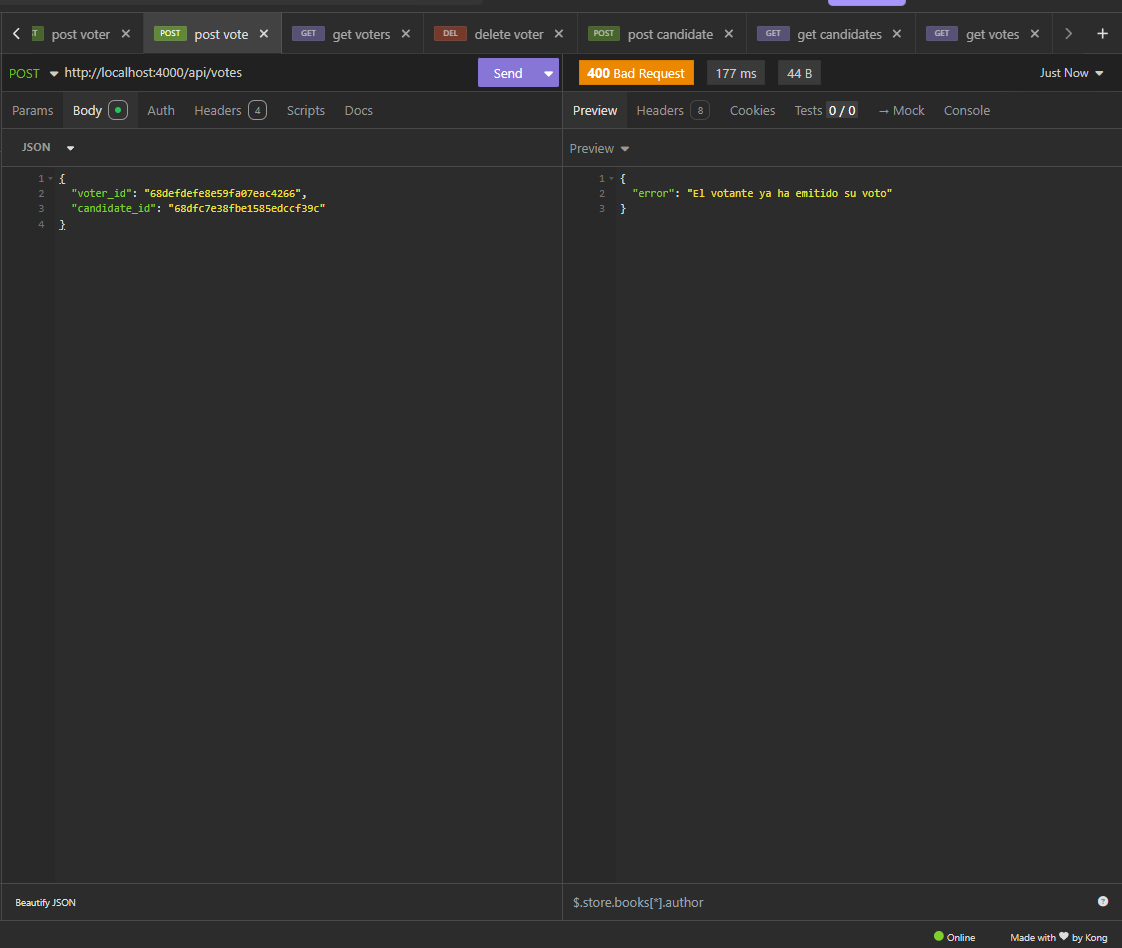 T post voter
POST post vote
GET get voters
DEL delete voter
POST post candidate
GET get candidates
GET get votes
POST http://localhost:4000/api/votes Send
400 Bad Request 177 ms 44 B Just Now
Params Body Auth Headers 4 Scripts Docs
Preview Headers 8 Cookies Tests 0 / 0 → Mock Console
JSON
Preview
1 {
2 "voter_id": "68defdefe8e59fa07eac4266",
3 "candidate_id": "68dfc7e38fbe1585edccf39c"
4 }
1 {
2 "error": "El votante ya ha emitido su voto"
3 }
Beautify JSON
$.store.books[*].author
Online Made with ❤ by Kong